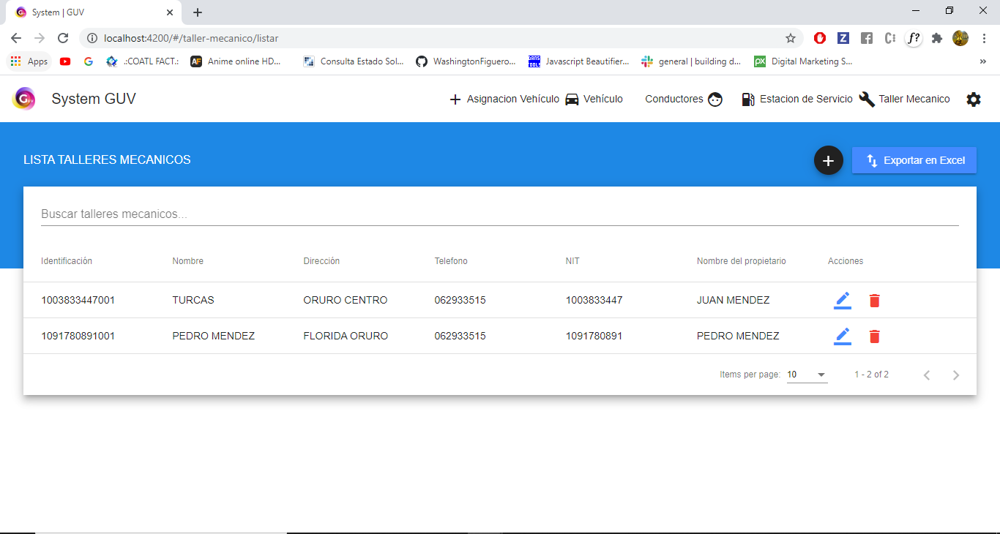 System | GUV
localhost:4200/#/taller-mecanico/listar
Apps
.:COATL FACT.:
Anime online HD...
Consulta Estado Sol...
WashingtonFiguero...
Javascript Beautifier...
general | building d...
Digital Marketing S...
System GUV
Asignacion Vehículo
Vehículo
Conductores
Estacion de Servicio
Taller Mecanico
LISTA TALLERES MECANICOS
Exportar en Excel
Buscar talleres mecanicos...
Identificación Nombre Dirección Telefono NIT Nombre del propietario Acciones
1003833447001 TURCAS ORURO CENTRO 062933515 1003833447 JUAN MENDEZ
1091780891001 PEDRO MENDEZ FLORIDA ORURO 062933515 1091780891 PEDRO MENDEZ
Items per page: 10 1 - 2 of 2